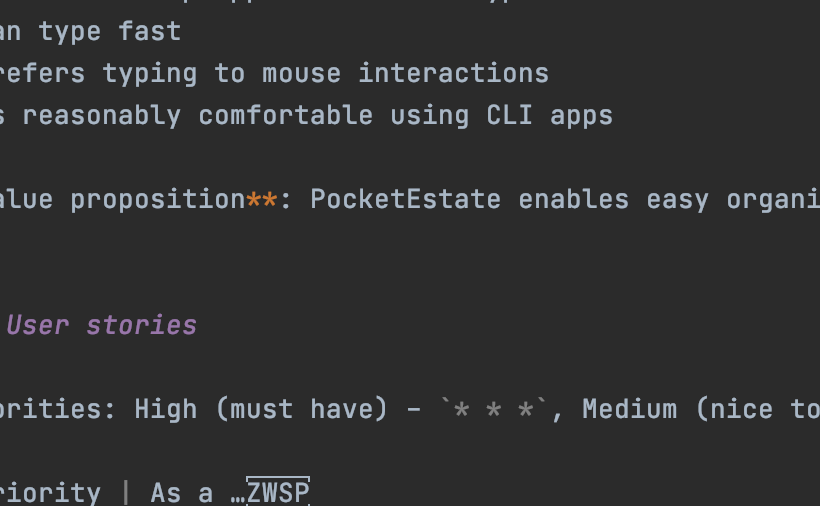 an type fast
refers typing to mouse interactions
s reasonably comfortable using CLI apps
alue proposition**: PocketEstate enables easy organi
User stories
orities: High (must have) - `* * *`, Medium (nice to
riority | As a …ZWSP